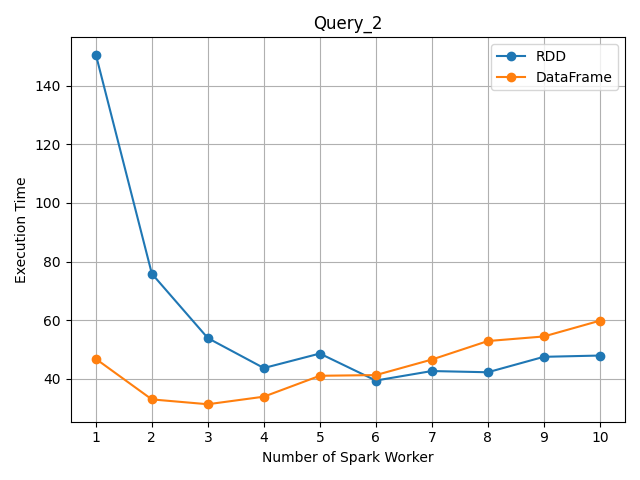 Query_2
RDD
DataFrame
Execution Time
140
120
100
80
60
40
1 2 3 4 5 6 7 8 9 10
Number of Spark Worker